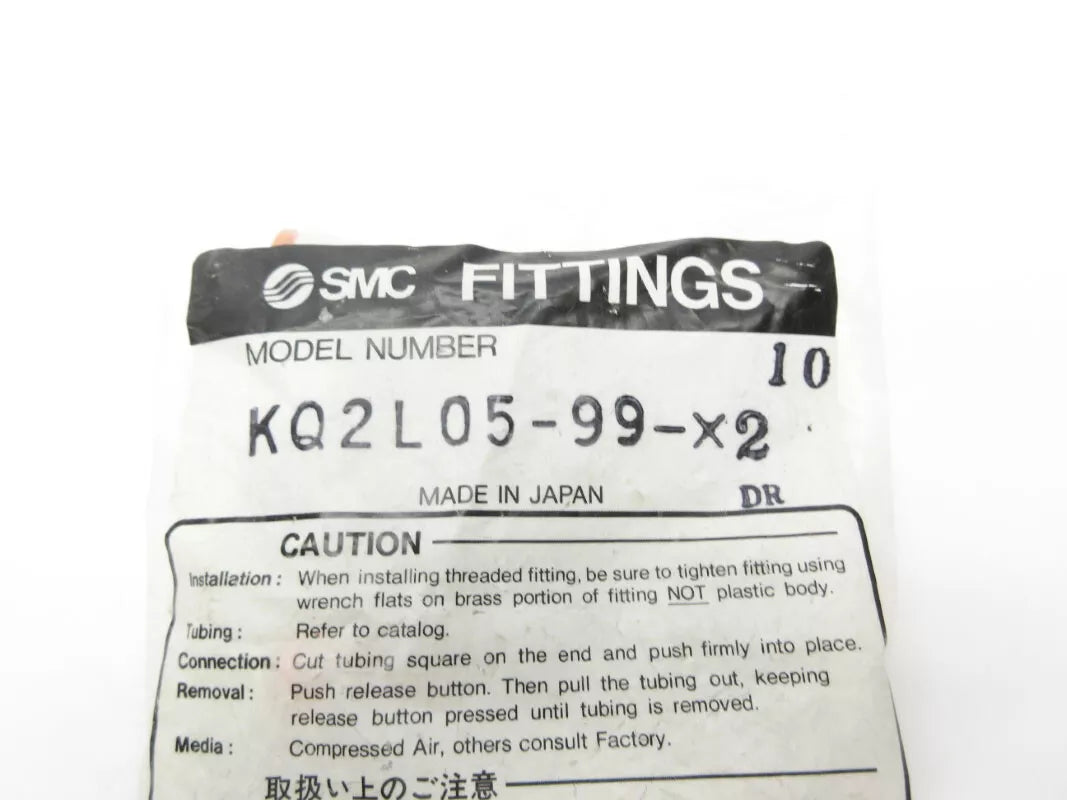 SMC FITTINGS
MODEL NUMBER
10
KQ2L05-99-X2
MADE IN JAPAN DR
CAUTION
Installation: When installing threaded fitting, be sure to tighten fitting using
wrench flats on brass portion of fitting NOT plastic body.
Tubing: Refer to catalog.
Connection: Cut tubing square on the end and push firmly into place.
Removal: Push release button. Then pull the tubing out, keeping
release button pressed until tubing is removed.
Media: Compressed Air, others consult Factory.
取扱い上のご注意